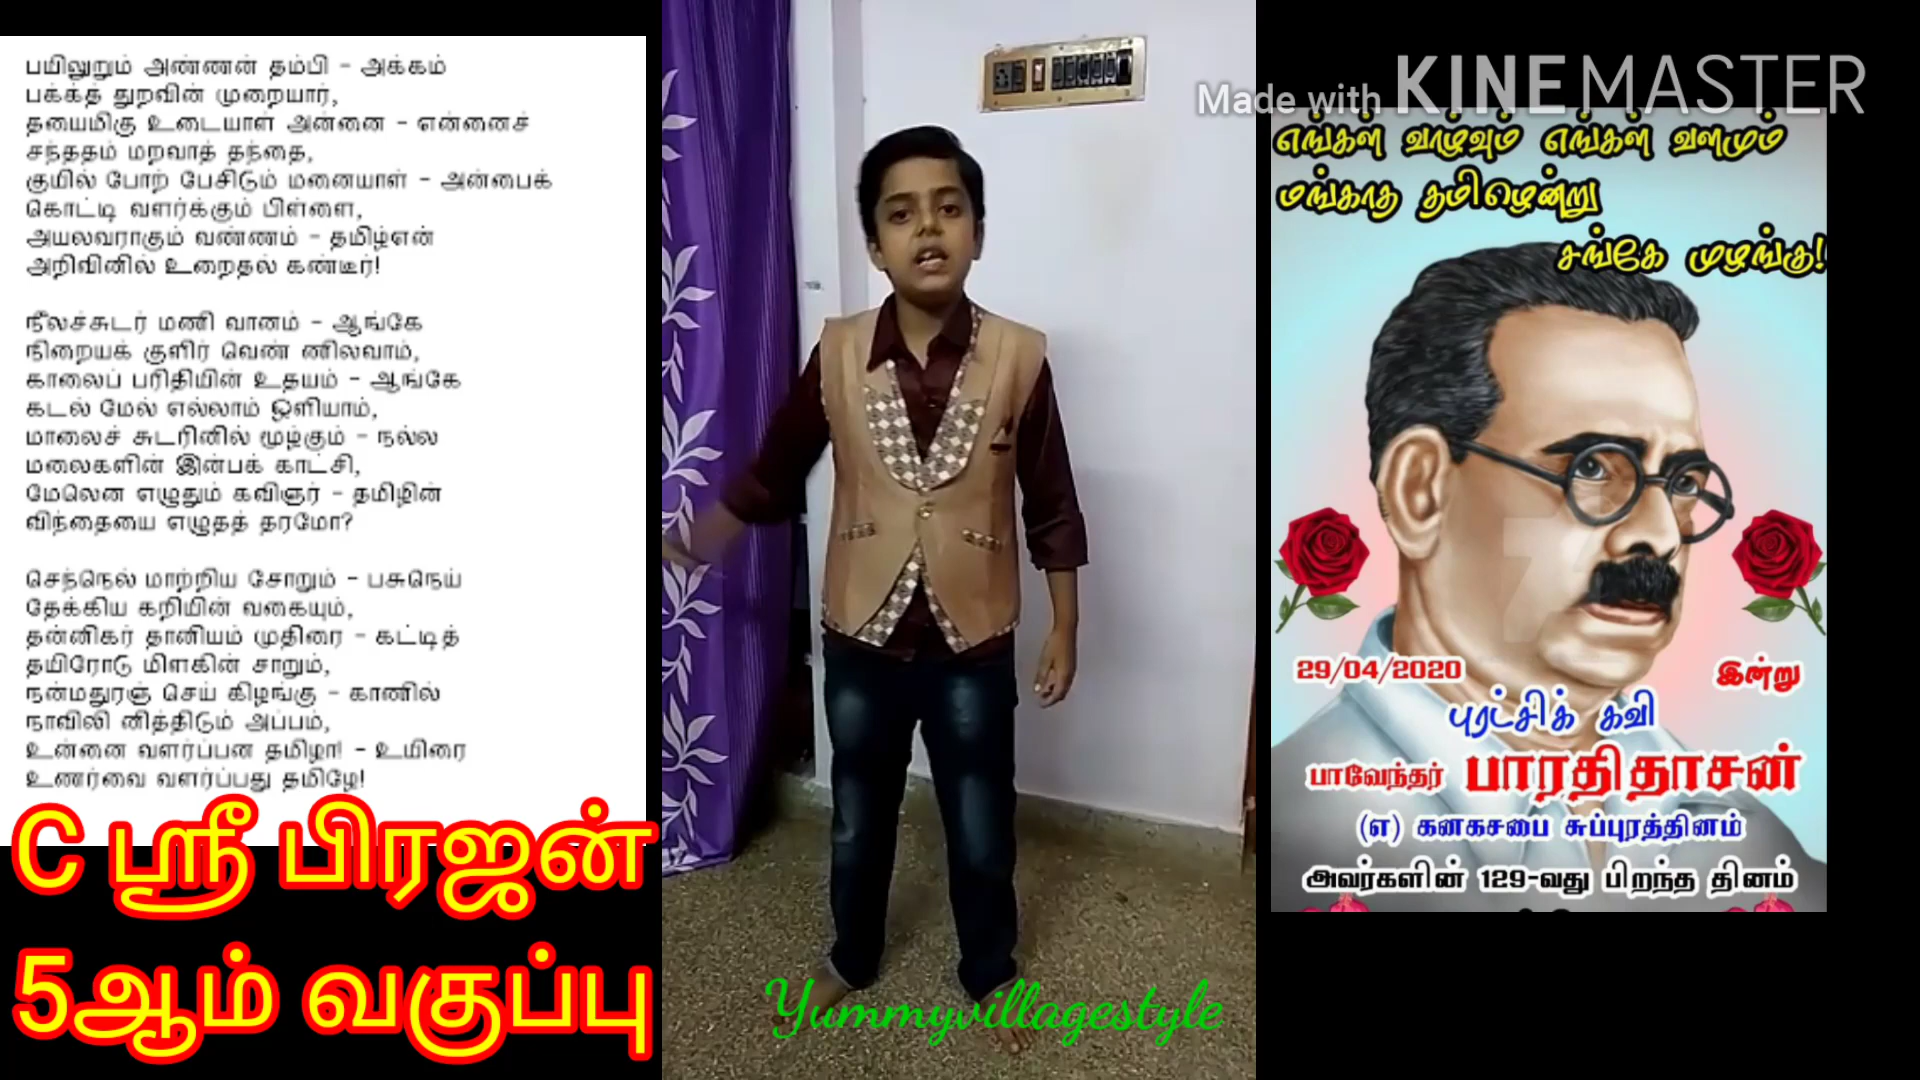 பயிலுறும் அண்ணன் தம்பி - அக்கம்
பக்க்த் துறவின் முறையார்,
தயைமிகு உடையாள் அன்னை - என்னைச்
சந்ததம் மறவாத் தந்தை,
குயில் போற் பேசிடும் மனையாள் - அன்பைக்
கொட்டி வளர்க்கும் பிள்ளை,
அயலவராகும் வண்ணம் - தமிழ்என்
அறிவினில் உறைதல் கண்டீர்!
நீலச்சுடர் மணி வானம் - ஆங்கே
நிறையக் குளிர் வெண் ணிலவாம்,
காலைப் பரிதியின் உதயம் - ஆங்கே
கடல் மேல் எல்லாம் ஒளியாம்,
மாலைச் சுடரினில் மூழ்கும் - நல்ல
மலைகளின் இன்பக் காட்சி,
மேலென எழுதும் கவிஞர் - தமிழின்
விந்தையை எழுதத் தரமோ?
செந்நெல் மாற்றிய சோறும் - பசுநெய்
தேக்கிய கறியின் வகையும்,
தன்னிகர் தானியம் முதிரை - கட்டித்
தயிரோடு மிளகின் சாறும்,
நன்மதுரஞ் செய் கிழங்கு - காணில்
நாவிலி னித்திடும் அப்பம்,
உன்னை வளர்ப்பன தமிழா! - உயிரை
உணர்வை வளர்ப்பது தமிழே!
C ஸ்ரீ பிரஜன்
5ஆம் வகுப்பு
Yummyvillagestyle
Made with KINEMASTER
எங்கள் வாழ்வும் எங்கள் வளமும்
மங்காத தமிழென்று
சங்கே முழங்கு!
29/04/2020 இன்று
புரட்சிக் கவி
பாவேந்தர் பாரதிதாசன்
(எ) கனகசபை சுப்புரத்தினம்
அவர்களின் 129-வது பிறந்த தினம்